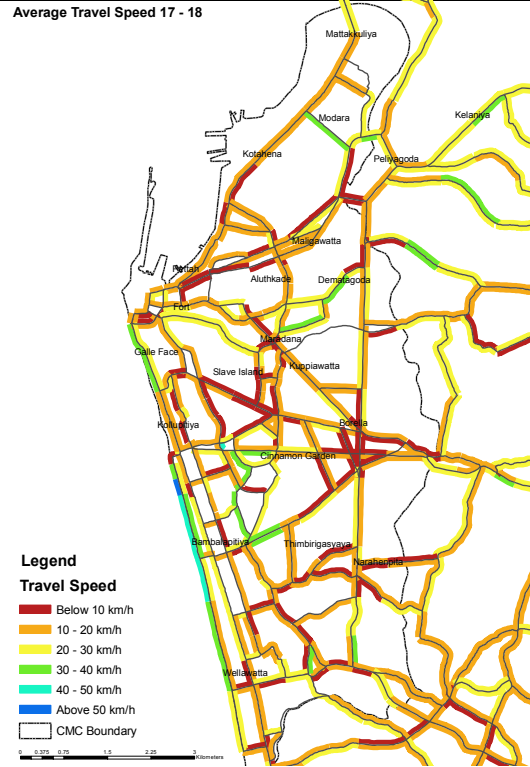 Average Travel Speed 17 - 18
Mattakkuliya
Modara
Kelaniya
Kotahena
Peliyagoda
Maligawatta
Pettah
Aluthkade
Dematagoda
Fort
Maradana
Galle Face
Kuppiawatta
Slave Island
Kollupitiya
Borella
Cinnamon Garden
Bambalapitiya
Thimbirigasyaya
Narahenpita
Wellawatta
Legend
Travel Speed
Below 10 km/h
10 - 20 km/h
20 - 30 km/h
30 - 40 km/h
40 - 50 km/h
Above 50 km/h
CMC Boundary
0 0.375 0.75 1.5 2.25 3
Kilometers